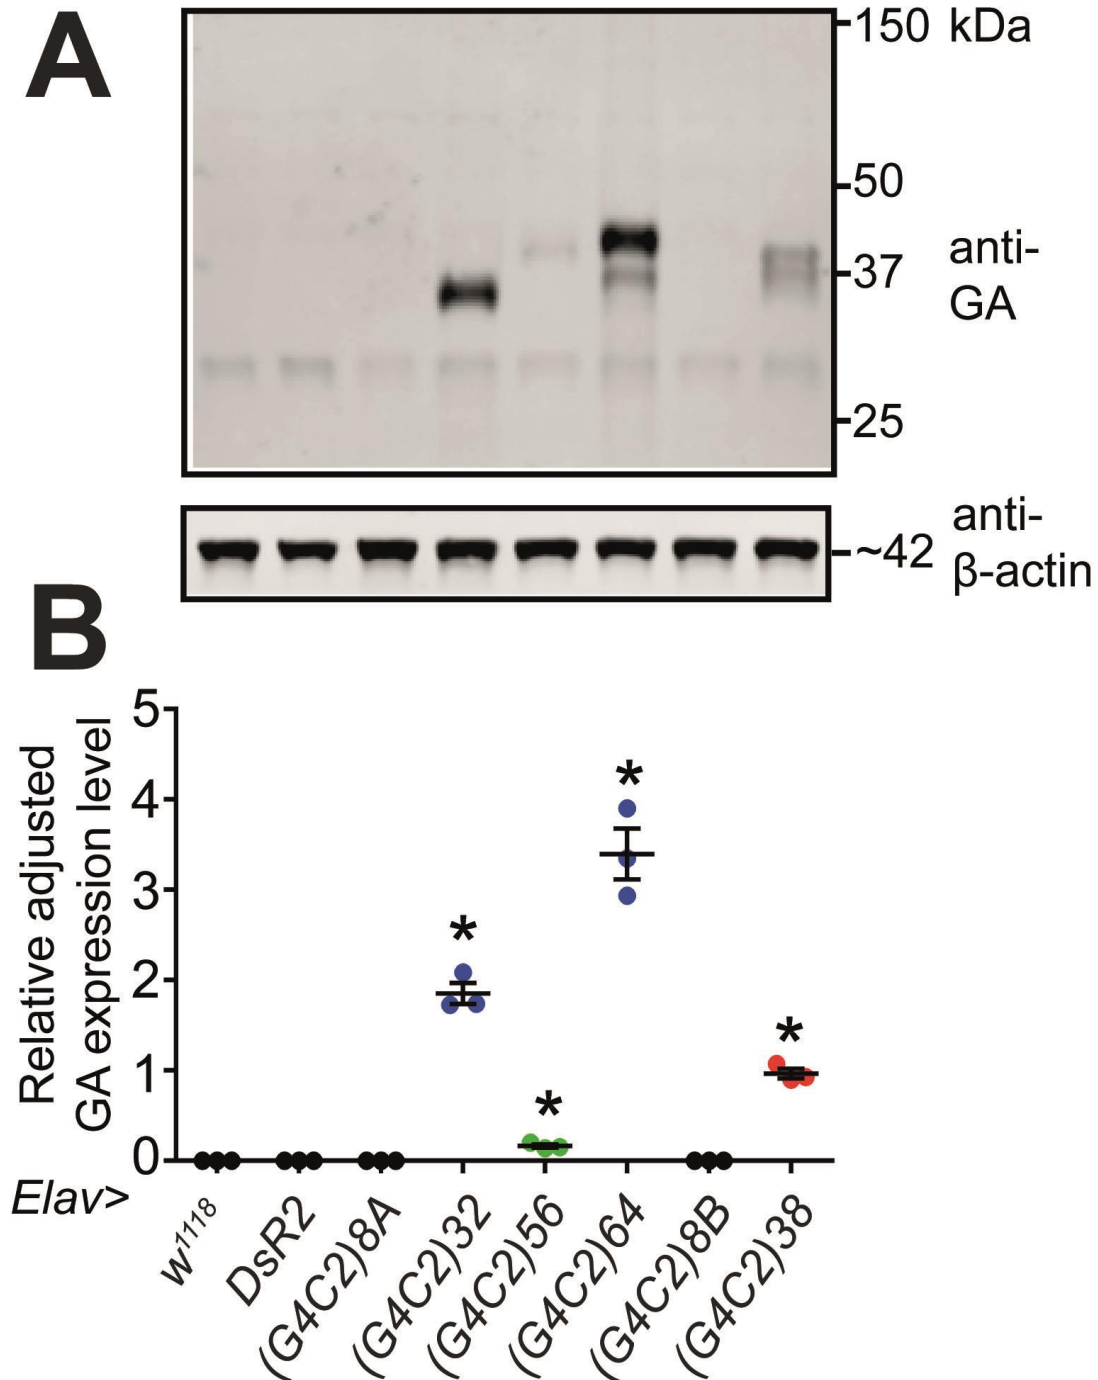 A
150 kDa
50
anti-
37
GA
25
anti-
~42
β-actin
B
Relative adjusted
GA expression level
5
4
3
2
1
0
*
*
*
*
Elav>
w1118
DsR2
(G4C2)8A
(G4C2)32
(G4C2)56
(G4C2)64
(G4C2)8B
(G4C2)38